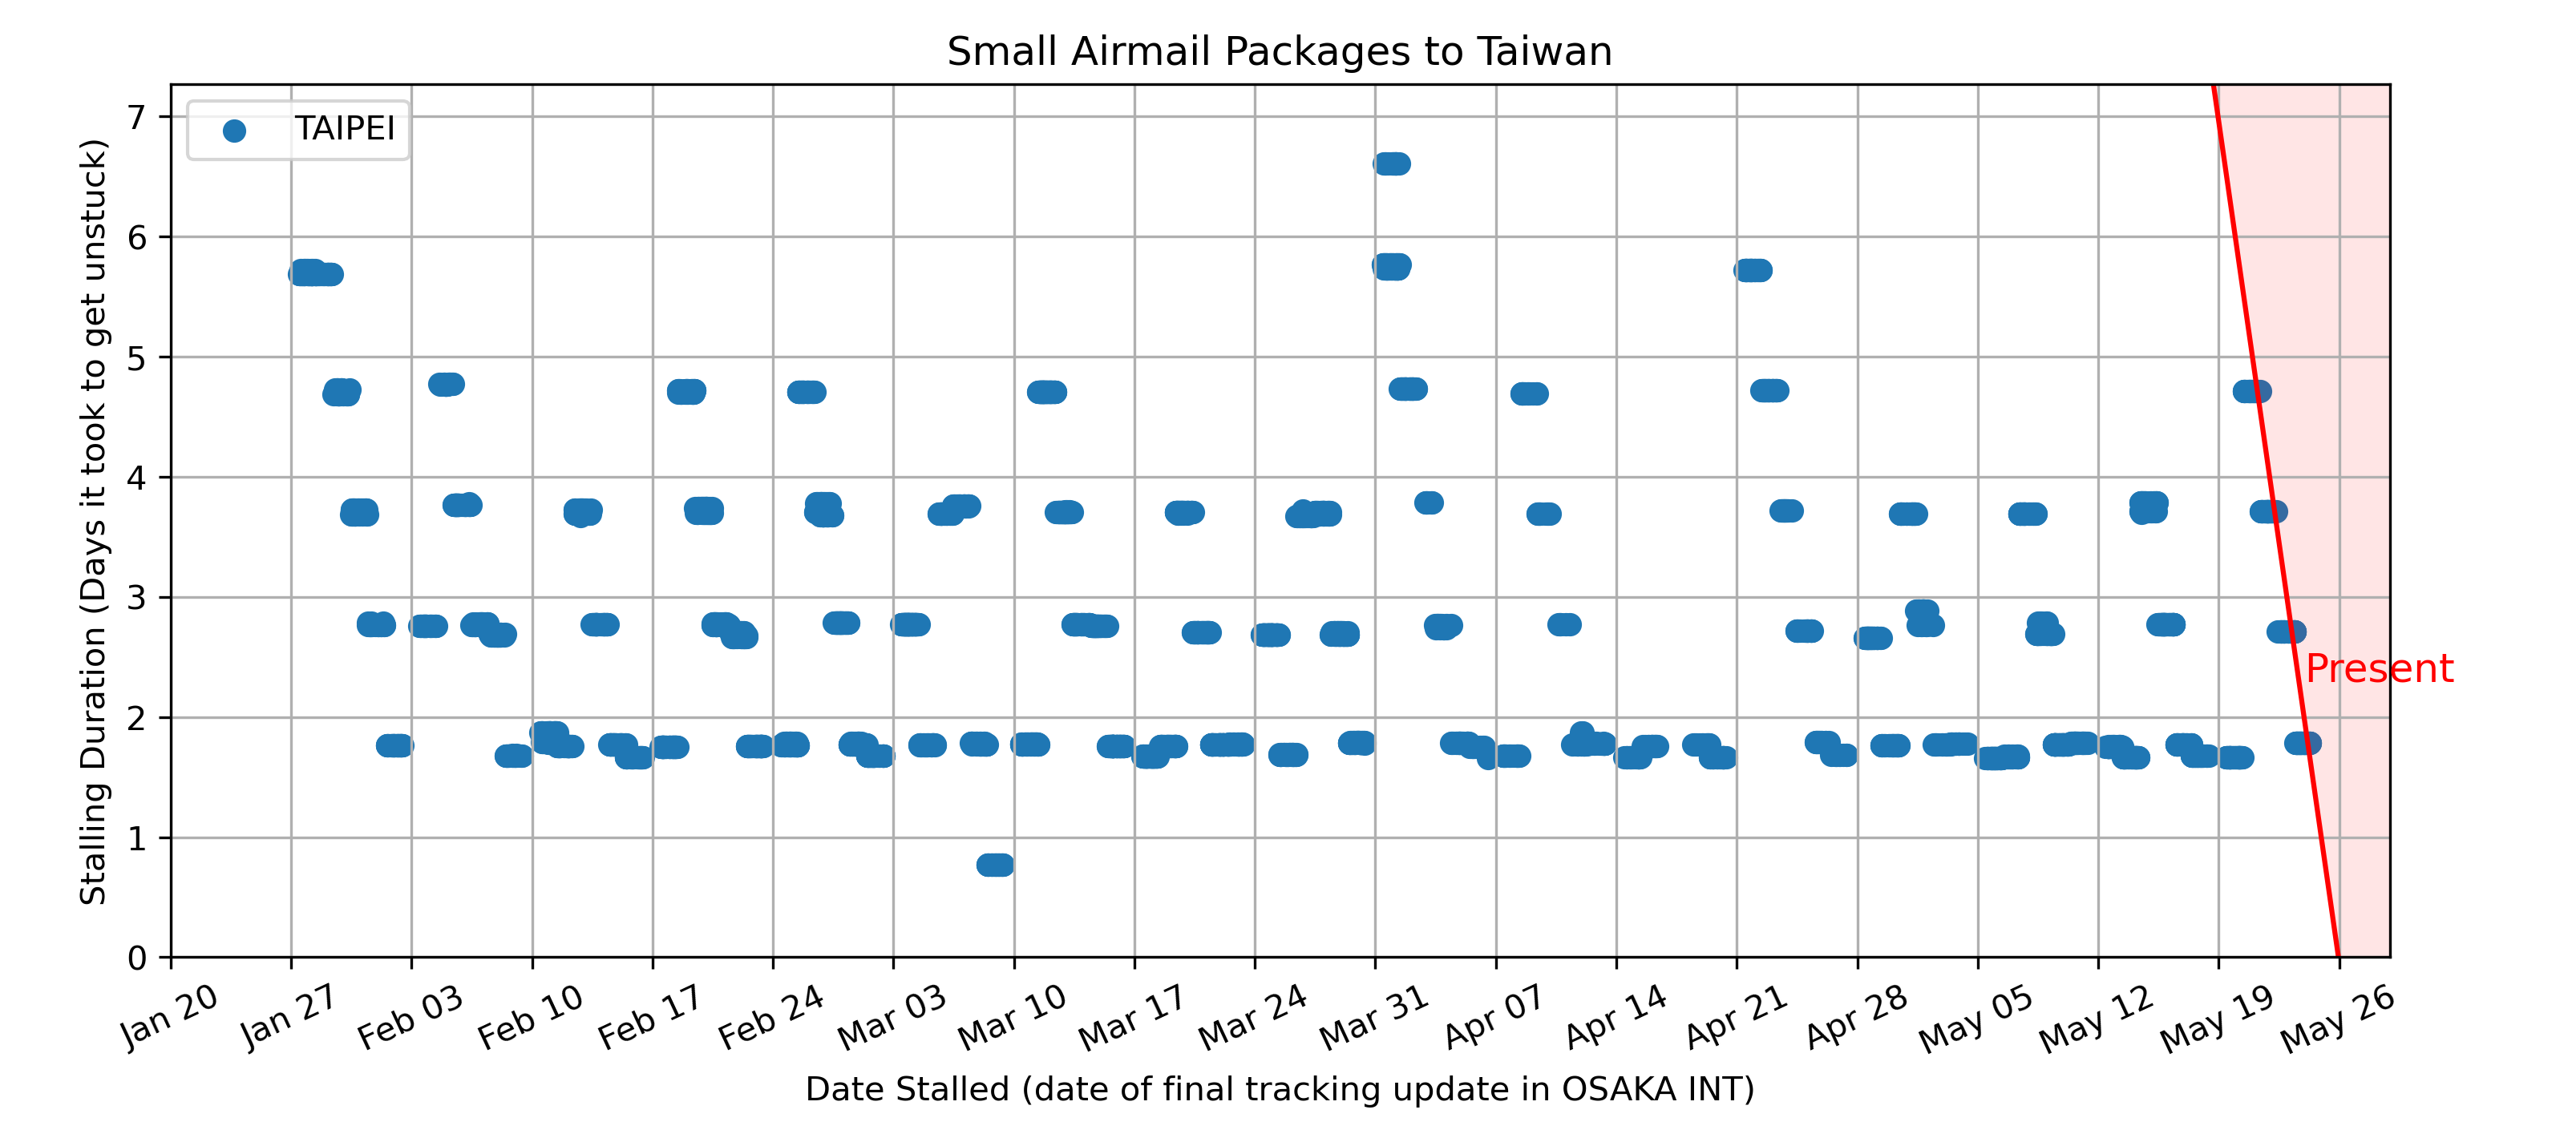 Small Airmail Packages to Taiwan
TAIPEI
Stalling Duration (Days it took to get unstuck)
7
6
5
4
3
2
1
0
Present
Jan 20
Jan 27
Feb 03
Feb 10
Feb 17
Feb 24
Mar 03
Mar 10
Mar 17
Mar 24
Mar 31
Apr 07
Apr 14
Apr 21
Apr 28
May 05
May 12
May 19
May 26
Date Stalled (date of final tracking update in OSAKA INT)